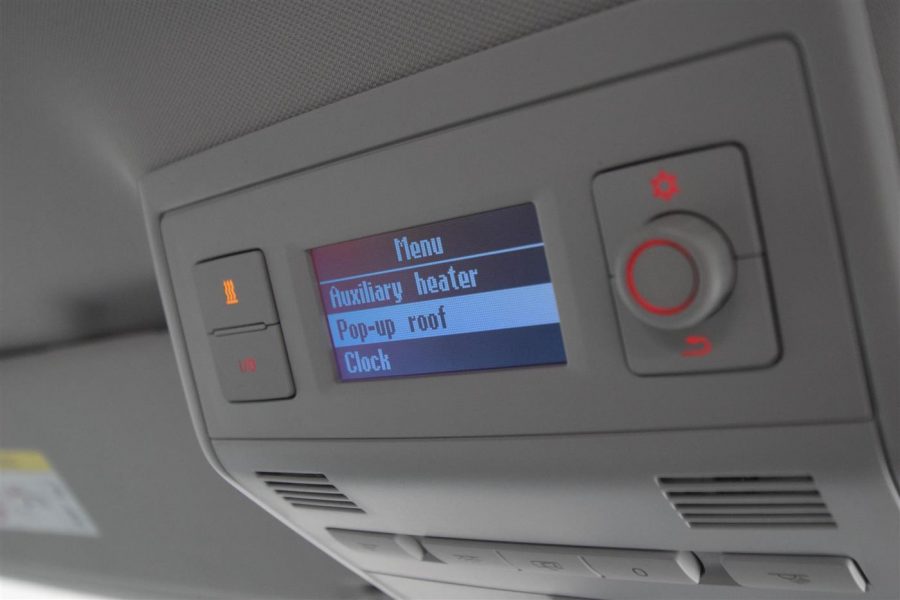 Menu
Auxiliary heater
Pop-up roof
Clock
I/O